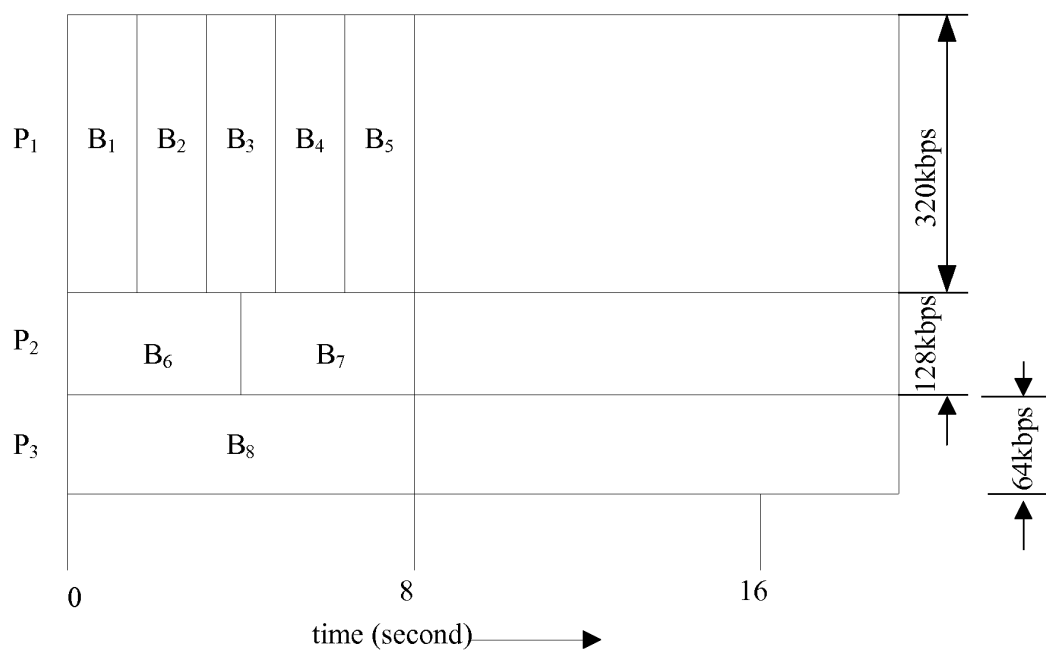 P₁ B₁ B₂ B₃ B₄ B₅
320kbps
P₂ B₆ B₇
128kbps
P₃ B₈
64kbps
0 8 16
time (second)